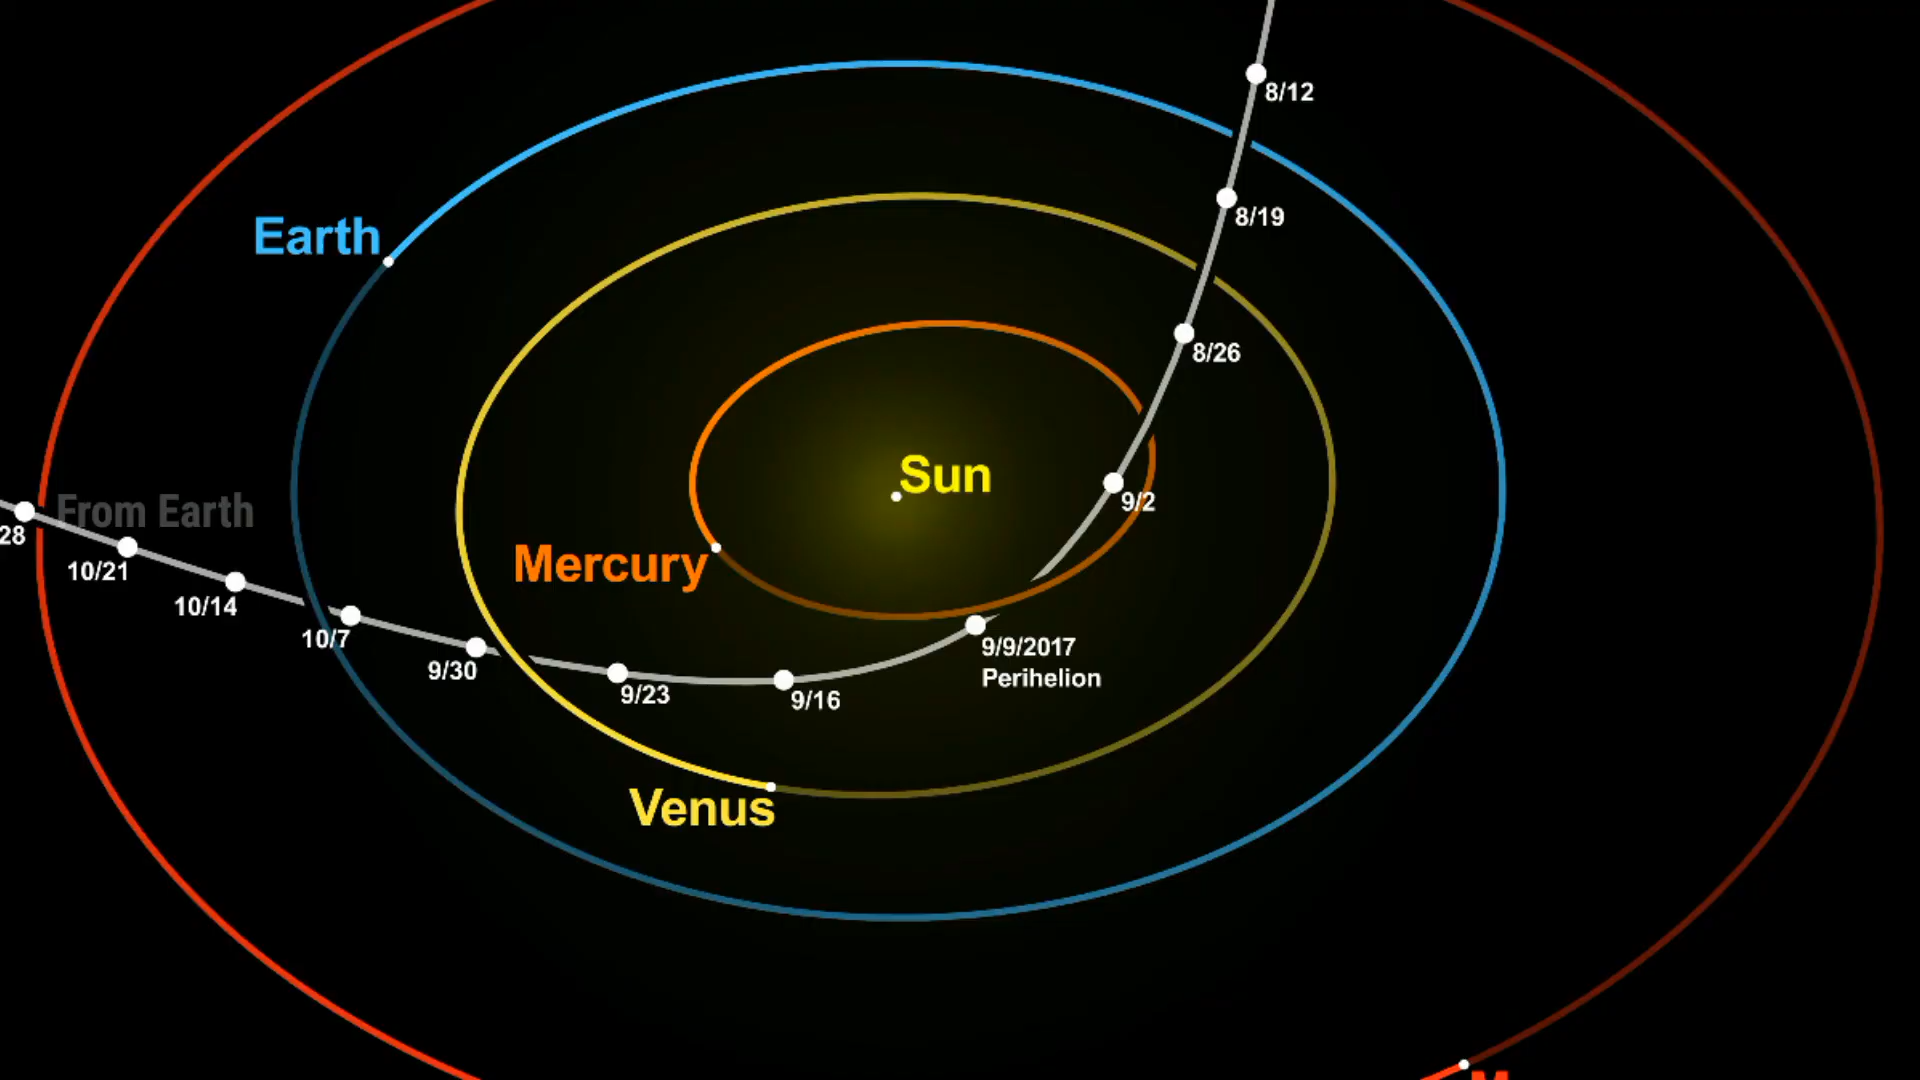 8/12
8/19
Earth
8/26
Sun
9/2
From Earth
28
10/21
Mercury
10/14
10/7
9/9/2017
Perihelion
9/30
9/23
9/16
Venus